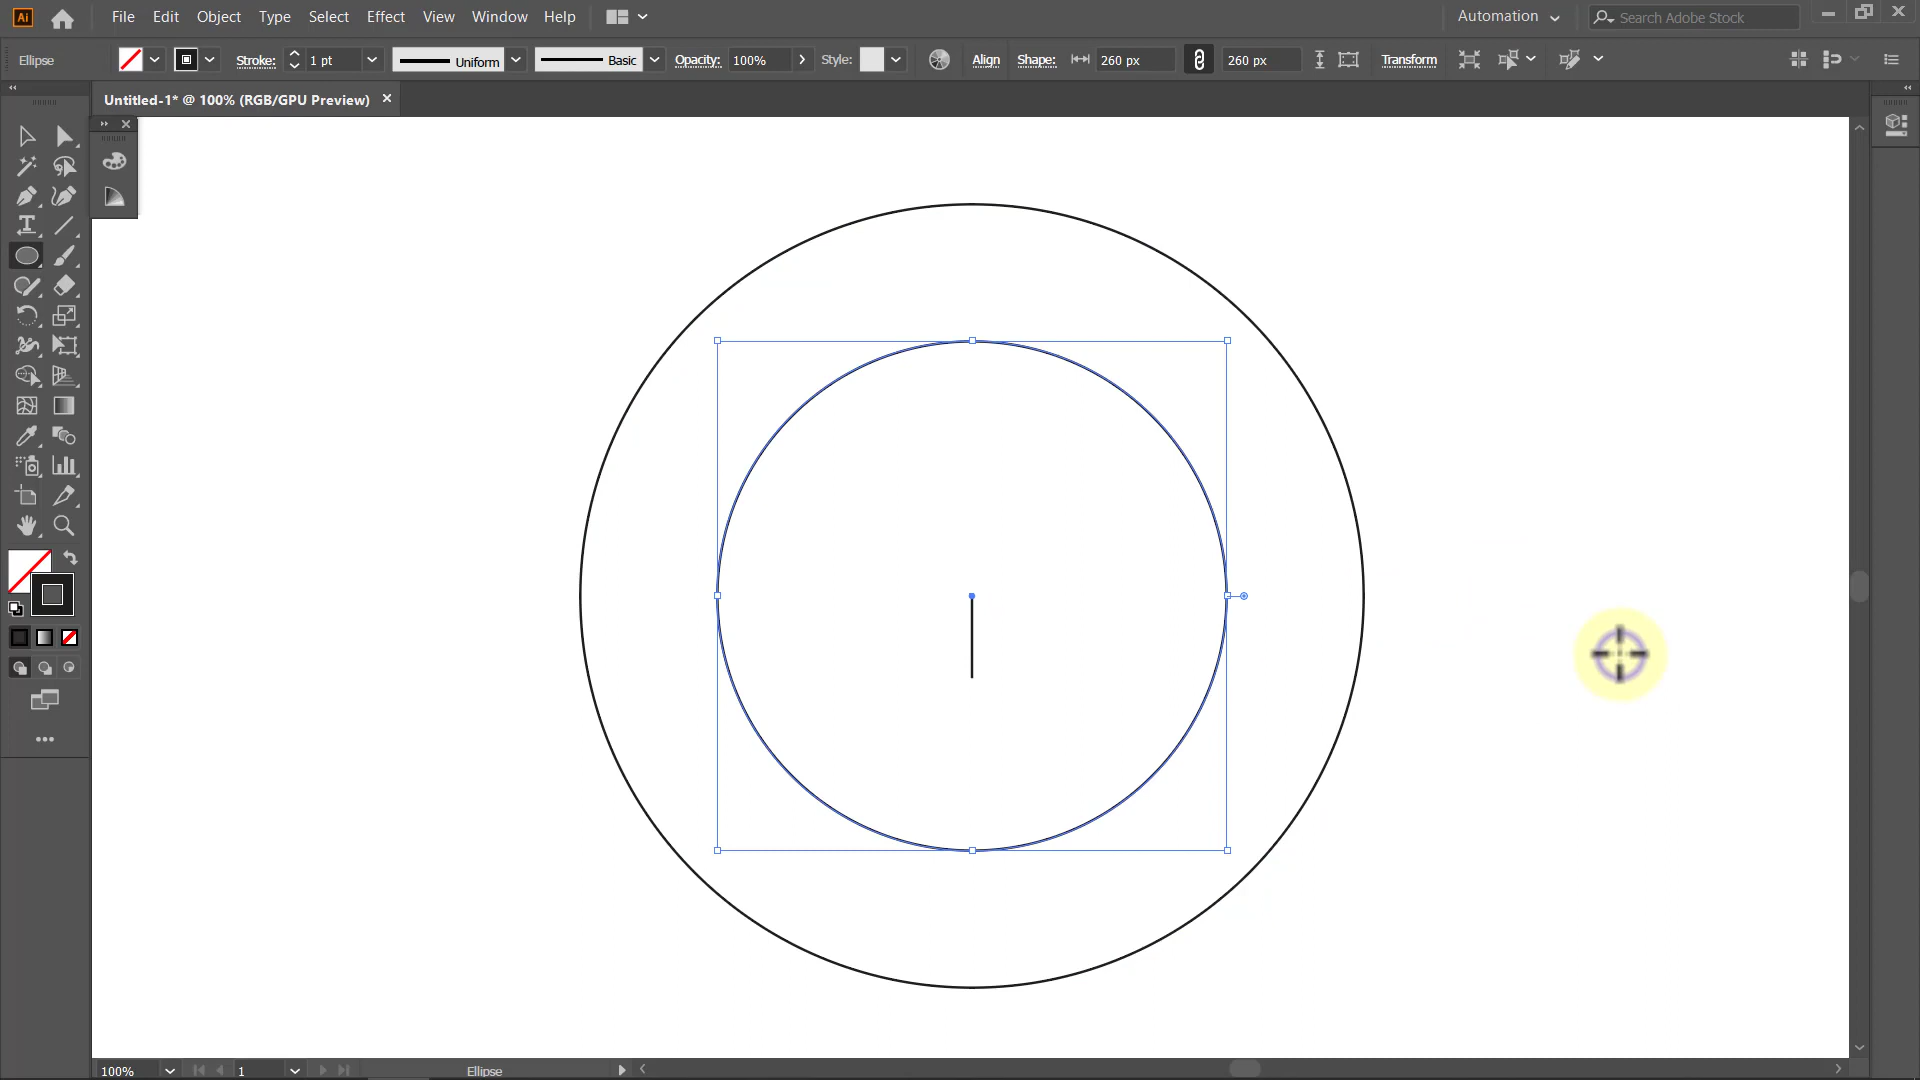 Ai File Edit Object Type Select Effect View Window Help Automation Search Adobe Stock
Ellipse Stroke: 1 pt Uniform Basic Opacity: 100% Style: Align Shape: 260 px 260 px Transform
Untitled-1* @ 100% (RGB/GPU Preview)
100% 1 Ellipse